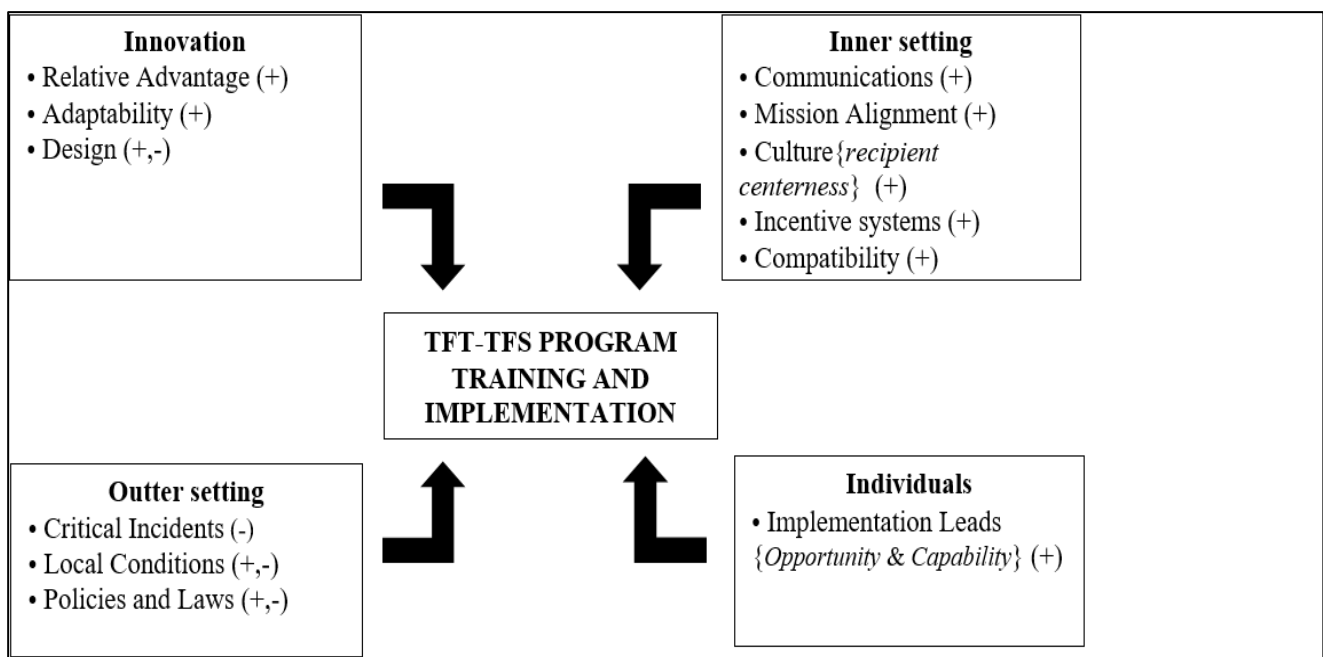 Innovation
• Relative Advantage (+)
• Adaptability (+)
• Design (+,-)
Inner setting
• Communications (+)
• Mission Alignment (+)
• Culture{recipient
centerness} (+)
• Incentive systems (+)
• Compatibility (+)
TFT-TFS PROGRAM
TRAINING AND
IMPLEMENTATION
Outter setting
• Critical Incidents (-)
• Local Conditions (+,-)
• Policies and Laws (+,-)
Individuals
• Implementation Leads
{Opportunity & Capability} (+)